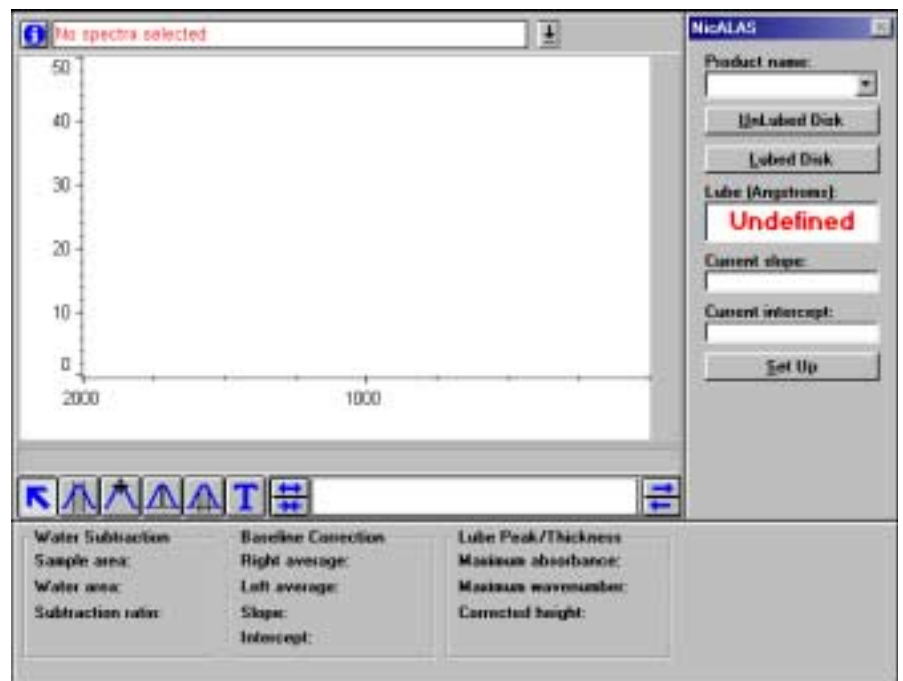 No spectra selected
50
40
30
20
10
0
2000 1000
T
NicALAS
Product name:
UnLubed Disk
Lubed Disk
Lube (Angstroms):
Undefined
Current slope:
Current intercept:
Set Up
Water Subtraction
Sample area:
Water area:
Subtraction ratio:
Baseline Correction
Right average:
Left average:
Slope:
Intercept:
Lube Peak/Thickness
Maximum absorbance:
Maximum wavenumber:
Corrected height: